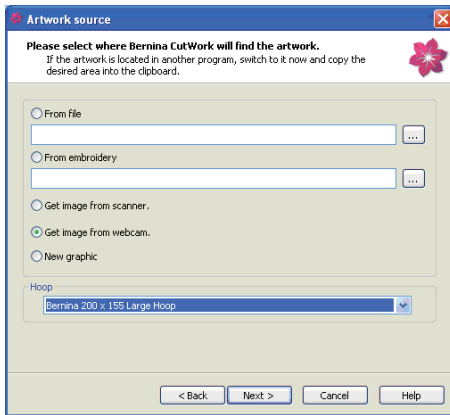 Artwork source
Please select where Bernina CutWork will find the artwork.
If the artwork is located in another program, switch to it now and copy the
desired area into the clipboard.
From file
...
From embroidery
...
Get image from scanner.
Get image from webcam.
New graphic
Hoop
Bernina 200 x 155 Large Hoop
< Back Next > Cancel Help